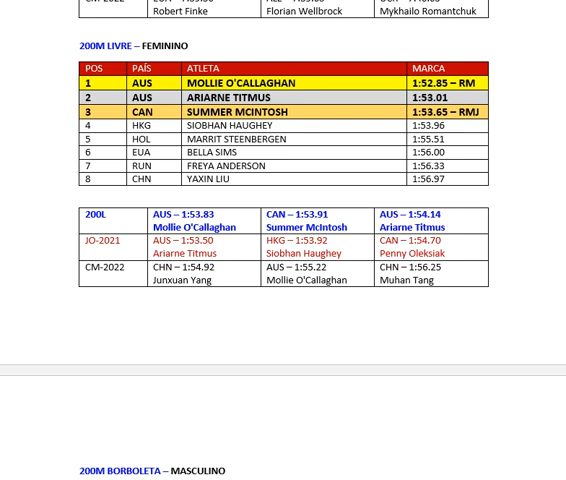 Robert Finke Florian Wellbrock Mykhailo Romantchuk
200M LIVRE – FEMININO
POS PAÍS ATLETA MARCA
1 AUS MOLLIE O'CALLAGHAN 1:52.85 – RM
2 AUS ARIARNE TITMUS 1:53.01
3 CAN SUMMER MCINTOSH 1:53.65 – RMJ
4 HKG SIOBHAN HAUGHEY 1:53.96
5 HOL MARRIT STEENBERGEN 1:55.51
6 EUA BELLA SIMS 1:56.00
7 RUN FREYA ANDERSON 1:56.33
8 CHN YAXIN LIU 1:56.97
200L AUS – 1:53.83 CAN – 1:53.91 AUS – 1:54.14
Mollie O'Callaghan Summer McIntosh Ariarne Titmus
JO-2021 AUS – 1:53.50 HKG – 1:53.92 CAN – 1:54.70
Ariarne Titmus Siobhan Haughey Penny Oleksiak
CM-2022 CHN – 1:54.92 AUS – 1:55.22 CHN – 1:56.25
Junxuan Yang Mollie O'Callaghan Muhan Tang
200M BORBOLETA – MASCULINO